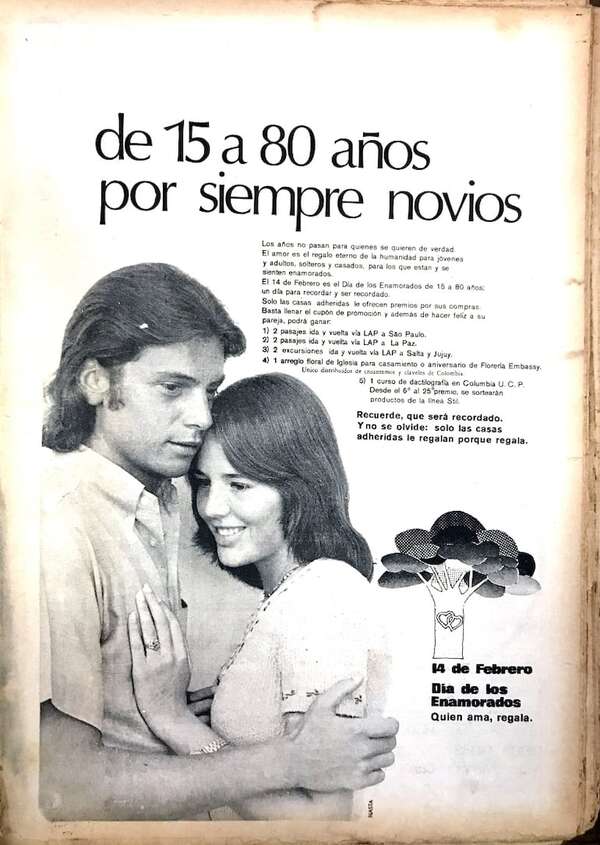 de 15 a 80 años
por siempre novios
Los años no pasan para quienes se quieren de verdad.
El amor es el regalo eterno de la humanidad para jóvenes
y adultos, solteros y casados, para los que estan y se
sienten enamorados.
El 14 de Febrero es el Día de los Enamorados de 15 a 80 años;
un día para recordar y ser recordado.
Solo las casas adheridas le ofrecen premios por sus compras.
Basta llenar el cupón de promoción y además de hacer feliz a su
pareja, podrá ganar:
1) 2 pasajes ida y vuelta vía LAP a São Paulo.
2) 2 pasajes ida y vuelta vía LAP a La Paz.
3) 2 excursiones ida y vuelta vía LAP a Salta y Jujuy.
4) 1 arreglo floral de Iglesia para casamiento o aniversario de Florería Embassy.
Unico distribuidor de crisantemos y claveles de Colombia.
5) 1 curso de dactilografía en Columbia U.C.P.
Desde el 5º al 25º premio, se sortearán
productos de la línea Stil.
Recuerde, que será recordado.
Y no se olvide: solo las casas
adheridas le regalan porque regala.
14 de Febrero
Dia de los
Enamorados
Quien ama, regala.
NASTA